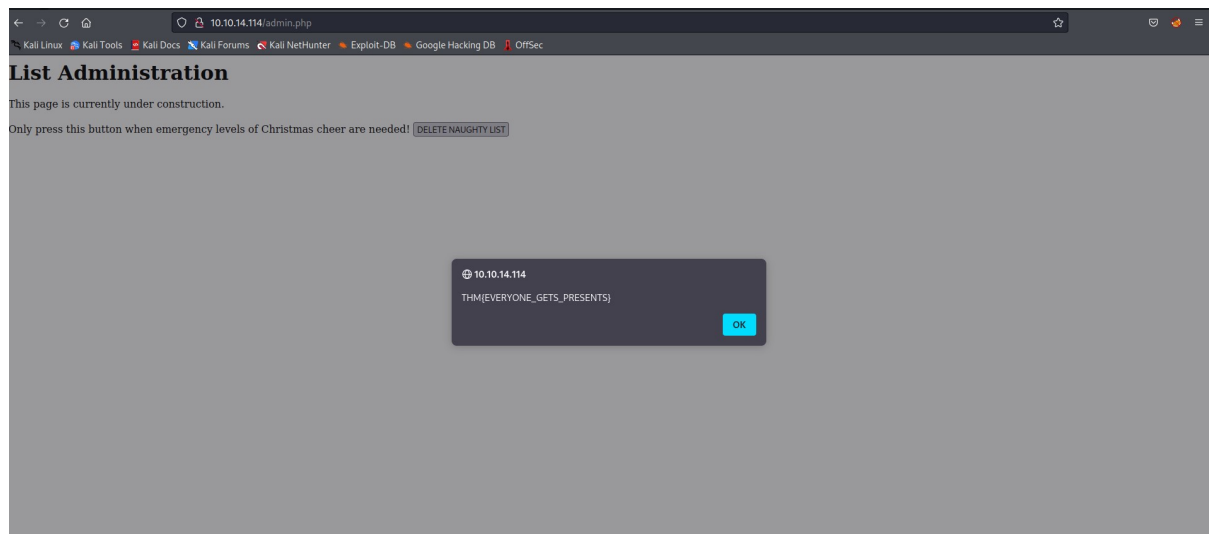 10.10.14.114/admin.php
Kali Linux Kali Tools Kali Docs Kali Forums Kali NetHunter Exploit-DB Google Hacking DB OffSec
List Administration
This page is currently under construction.
Only press this button when emergency levels of Christmas cheer are needed! DELETE NAUGHTY LIST
10.10.14.114
THM{EVERYONE_GETS_PRESENTS}
OK